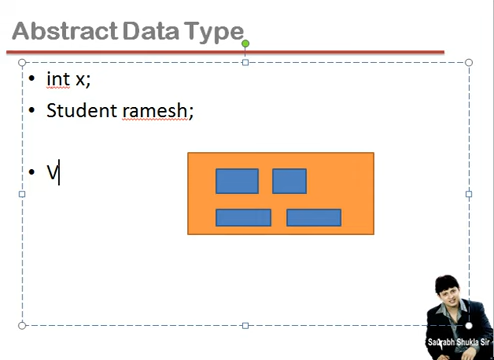 Abstract Data Type
• int x;
• Student ramesh;
• V
Saurabh Shukla Sir